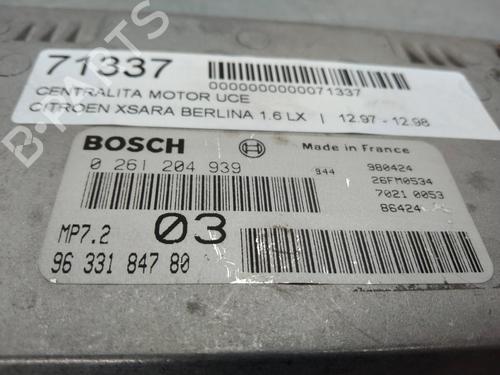 71337
0000000000071337
CENTRALITA MOTOR UCE
CITROEN XSARA BERLINA 1.6 LX | 12.97 - 12.98
BOSCH
Made in France
0 261 204 939
944
980424
26FM0534
7021 0053
86424
MP7.2
03
96 331 847 80
B-PARTS